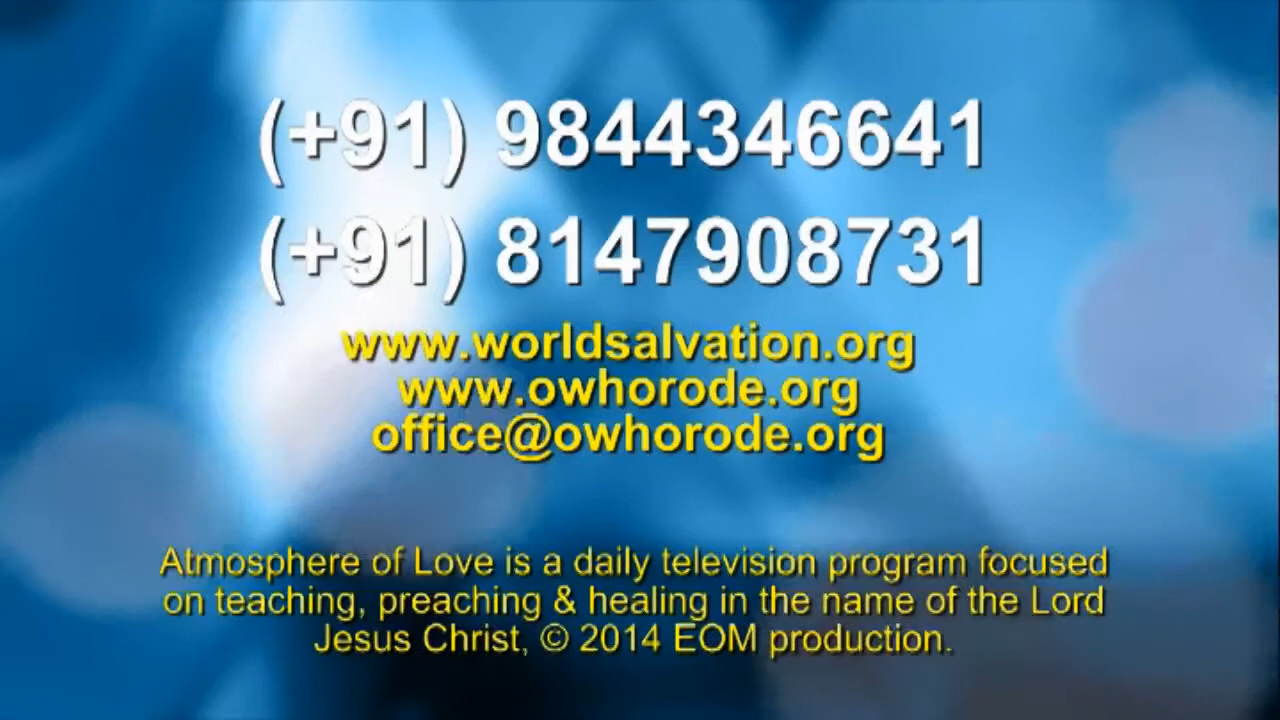 (+91) 9844346641
(+91) 8147908731
www.worldsalvation.org
www.owhorode.org
office@owhorode.org
Atmosphere of Love is a daily television program focused
on teaching, preaching & healing in the name of the Lord
Jesus Christ, © 2014 EOM production.